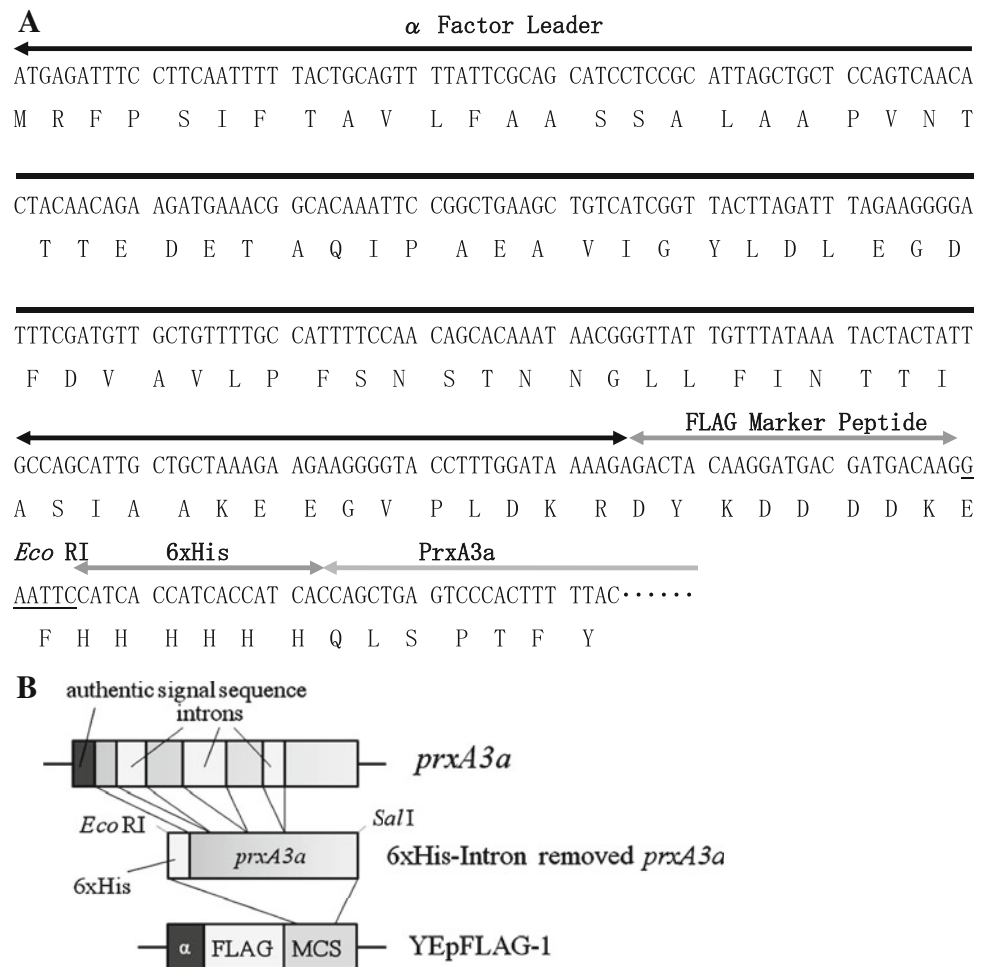 A
α Factor Leader
ATGAGATTTC CTTCAATTTT TACTGCAGTT TTATTCGCAG CATCCTCCGC ATTAGCTGCT CCAGTCAACA
M R F P S I F T A V L F A A S S A L A A P V N T
CTACAACAGA AGATGAAACG GCACAAATTC CGGCTGAAGC TGTCATCGGT TACTTAGATT TAGAAGGGGA
T T E D E T A Q I P A E A V I G Y L D L E G D
TTTCGATGTT GCTGTTTTGC CATTTTCCAA CAGCACAAAT AACGGGTTAT TGTTTATAAA TACTACTATT
F D V A V L P F S N S T N N G L L F I N T T I
FLAG Marker Peptide
GCCAGCATTG CTGCTAAAGA AGAAGGGGTA CCTTTGGATA AAAGAGACTA CAAGGATGAC GATGACAAGG
A S I A A K E E G V P L D K R D Y K D D D D K E
Eco RI 6xHis PrxA3a
AATTCCATCA CCATCACCAT CACCAGCTGA GTCCCACTTT TTAC······
F H H H H H H Q L S P T F Y
B
authentic signal sequence
introns
prxA3a
EcoRI SalI
prxA3a 6xHis-Intron removed prxA3a
6xHis
α FLAG MCS YEpFLAG-1